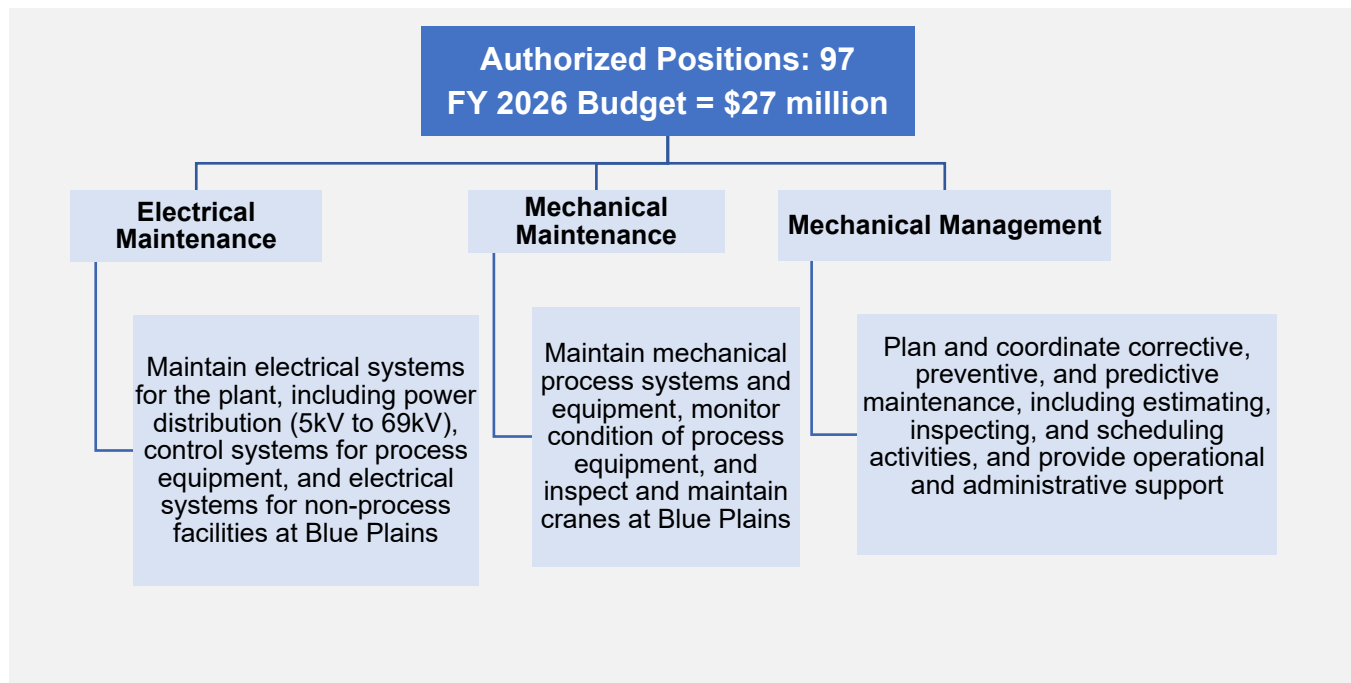 Authorized Positions: 97
FY 2026 Budget = $27 million
Electrical
Maintenance
Mechanical
Maintenance
Mechanical Management
Maintain electrical systems
for the plant, including power
distribution (5kV to 69kV),
control systems for process
equipment, and electrical
systems for non-process
facilities at Blue Plains
Maintain mechanical
process systems and
equipment, monitor
condition of process
equipment, and
inspect and maintain
cranes at Blue Plains
Plan and coordinate corrective,
preventive, and predictive
maintenance, including estimating,
inspecting, and scheduling
activities, and provide operational
and administrative support